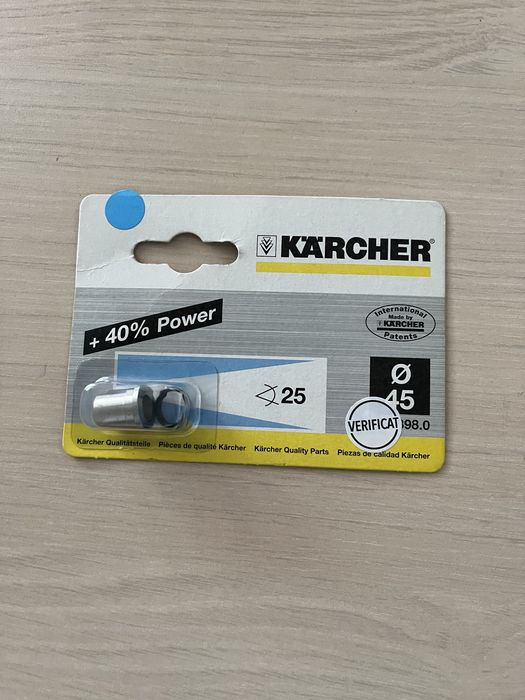 KÄRCHER®
+ 40% Power
International
Made by
KÄRCHER
Patents
25
Ø
45
098.0
VERIFICAT
Kärcher Qualitätsteile Pièces de qualité Kärcher Kärcher Quality Parts Piezas de calidad Kärcher